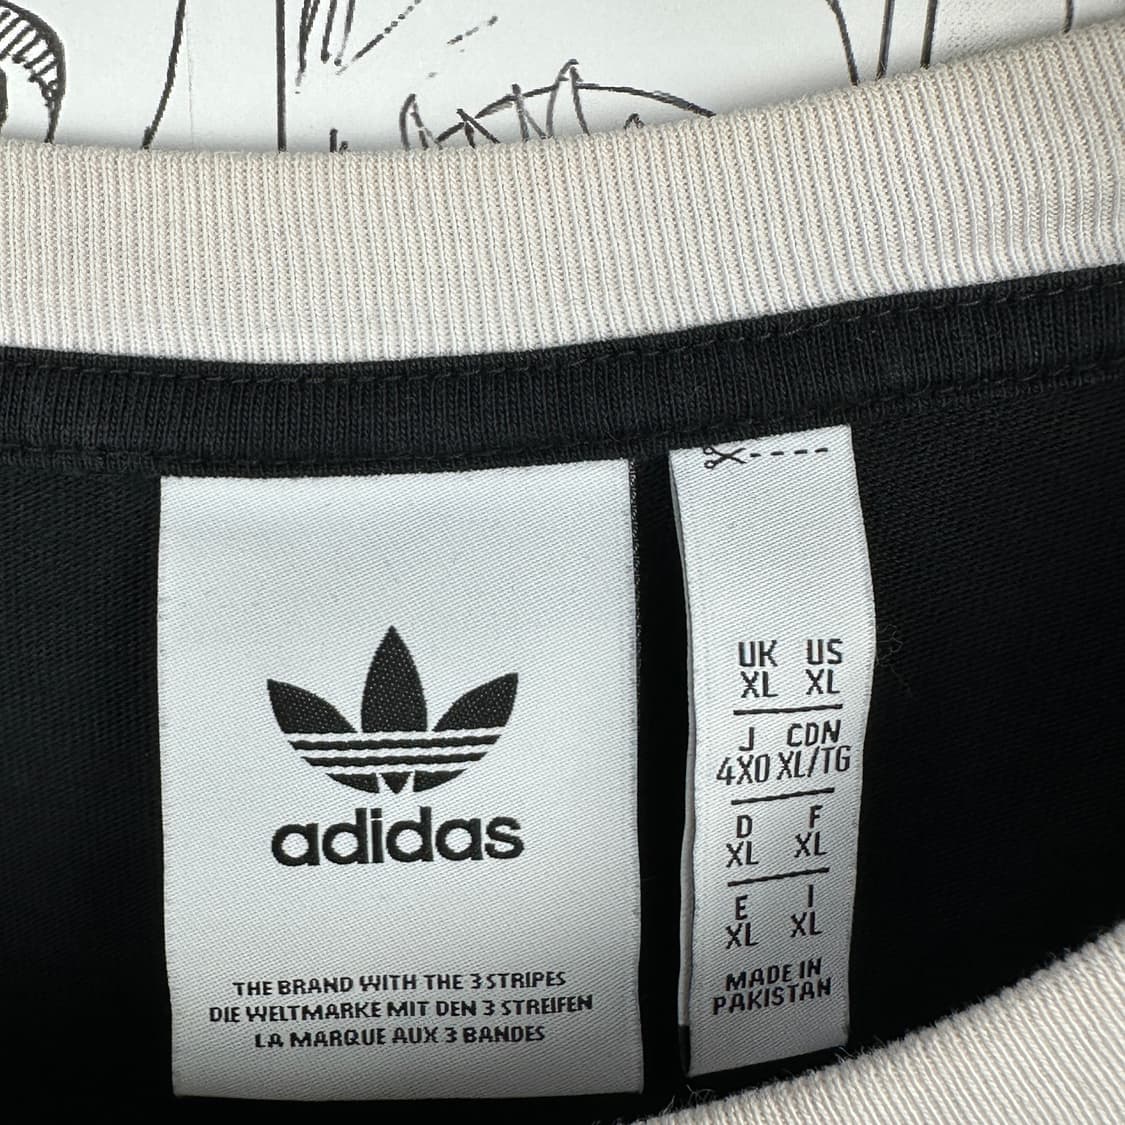 adidas
THE BRAND WITH THE 3 STRIPES
DIE WELTMARKE MIT DEN 3 STREIFEN
LA MARQUE AUX 3 BANDES
UK US
XL XL
J CDN
4XO XL/TG
D F
XL XL
E I
XL XL
MADE IN
PAKISTAN